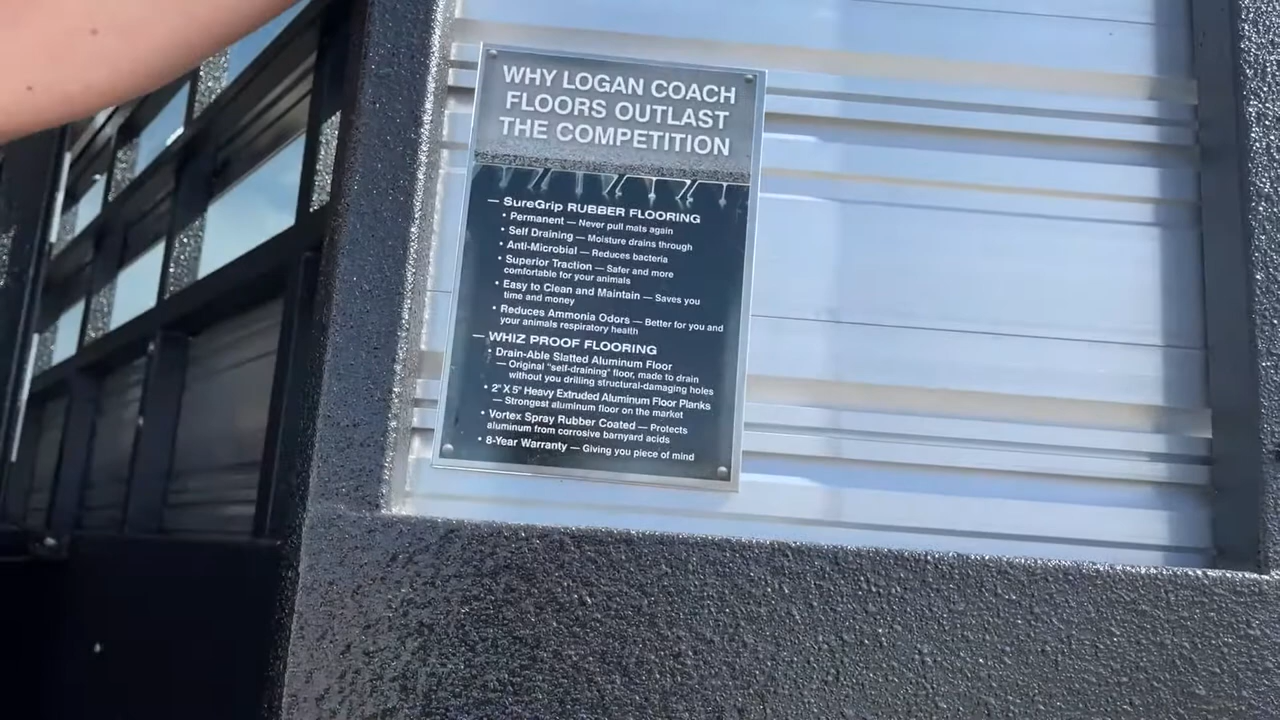 WHY LOGAN COACH
FLOORS OUTLAST
THE COMPETITION
— SureGrip RUBBER FLOORING
• Permanent — Never pull mats again
• Self Draining — Moisture drains through
• Anti-Microbial — Reduces bacteria
• Superior Traction — Safer and more
comfortable for your animals
• Easy to Clean and Maintain — Saves you
time and money
• Reduces Ammonia Odors — Better for you and
your animals respiratory health
— WHIZ PROOF FLOORING
• Drain-Able Slatted Aluminum Floor
— Original "self-draining" floor, made to drain
without you drilling structural-damaging holes
• 2" X 5" Heavy Extruded Aluminum Floor Planks
— Strongest aluminum floor on the market
• Vortex Spray Rubber Coated — Protects
aluminum from corrosive barnyard acids
• 8-Year Warranty — Giving you piece of mind